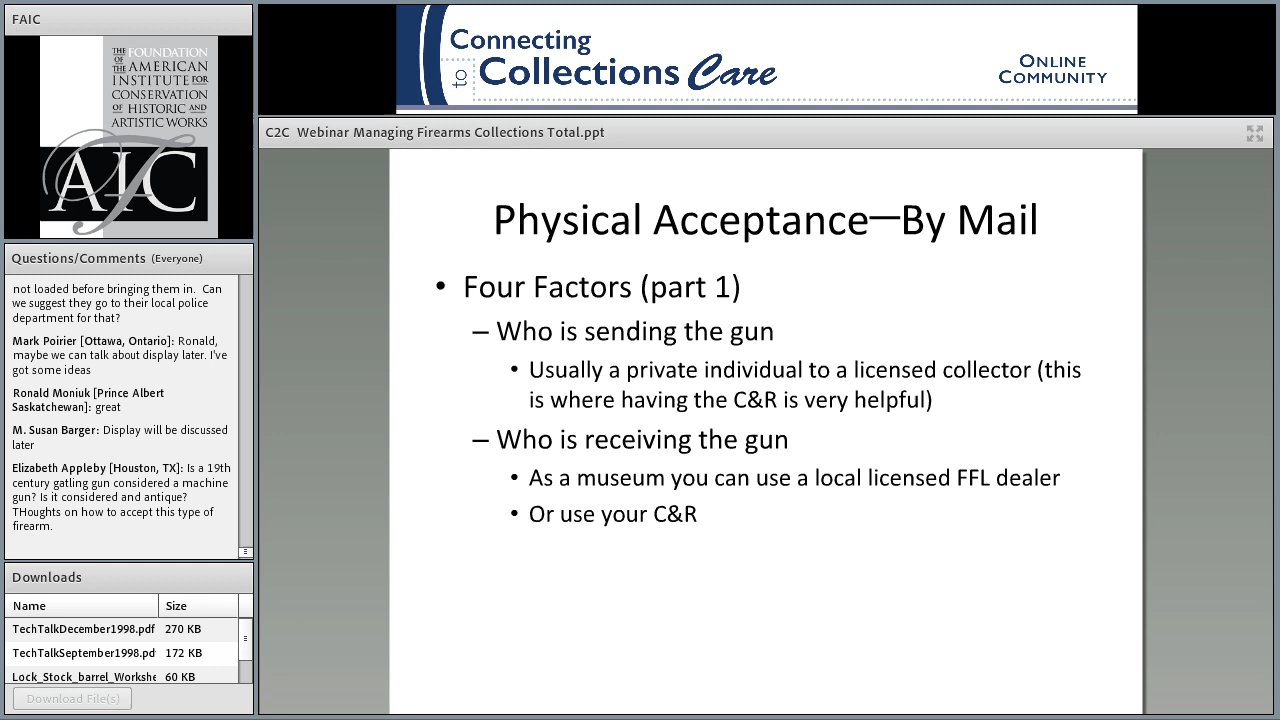 FAIC
THE FOUNDATION
OF THE AMERICAN
INSTITUTE FOR
CONSERVATION
OF HISTORIC AND
ARTISTIC WORKS
FAIC
Questions/Comments (Everyone)
not loaded before bringing them in. Can
we suggest they go to their local police
department for that?
Mark Poirier [Ottawa, Ontario]: Ronald,
maybe we can talk about display later. I've
got some ideas
Ronald Moniuk [Prince Albert
Saskatchewan]: great
M. Susan Barger: Display will be discussed
later
Elizabeth Appleby [Houston, TX]: Is a 19th
century gatling gun considered a machine
gun? Is it considered and antique?
THoughts on how to accept this type of
firearm.
Downloads
Name Size
TechTalkDecember1998.pdf 270 KB
TechTalkSeptember1998.pd 172 KB
Lock_Stock_barrel_Workshe 60 KB
Download File(s)
Connecting
to Collections Care
ONLINE
COMMUNITY
C2C Webinar Managing Firearms Collections Total.ppt
Physical Acceptance—By Mail
• Four Factors (part 1)
– Who is sending the gun
• Usually a private individual to a licensed collector (this
is where having the C&R is very helpful)
– Who is receiving the gun
• As a museum you can use a local licensed FFL dealer
• Or use your C&R